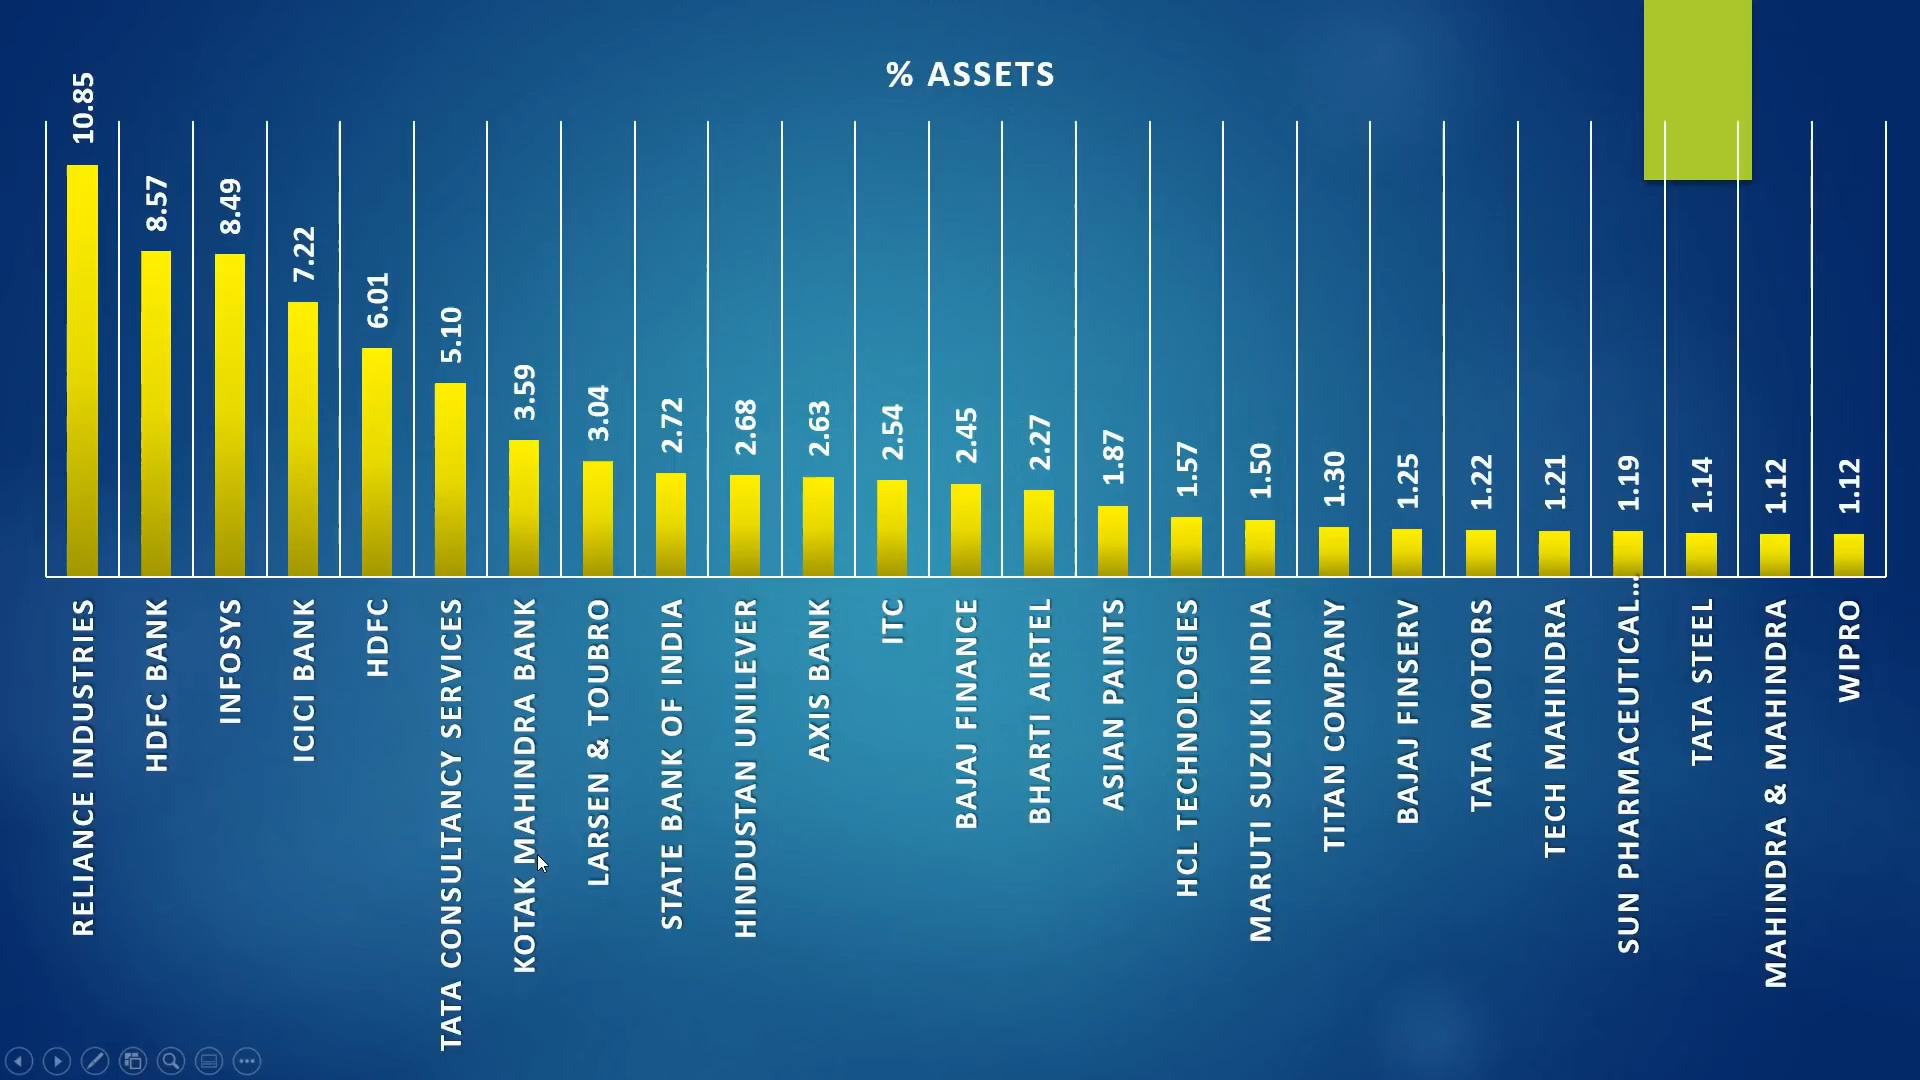 % ASSETS
10.85
8.57
8.49
7.22
6.01
5.10
3.59
3.04
2.72
2.68
2.63
2.54
2.45
2.27
1.87
1.57
1.50
1.30
1.25
1.22
1.21
1.19
1.14
1.12
1.12
RELIANCE INDUSTRIES
HDFC BANK
INFOSYS
ICICI BANK
HDFC
TATA CONSULTANCY SERVICES
KOTAK MAHINDRA BANK
LARSEN & TOUBRO
STATE BANK OF INDIA
HINDUSTAN UNILEVER
AXIS BANK
ITC
BAJAJ FINANCE
BHARTI AIRTEL
ASIAN PAINTS
HCL TECHNOLOGIES
MARUTI SUZUKI INDIA
TITAN COMPANY
BAJAJ FINSERV
TATA MOTORS
TECH MAHINDRA
SUN PHARMACEUTICAL...
TATA STEEL
MAHINDRA & MAHINDRA
WIPRO